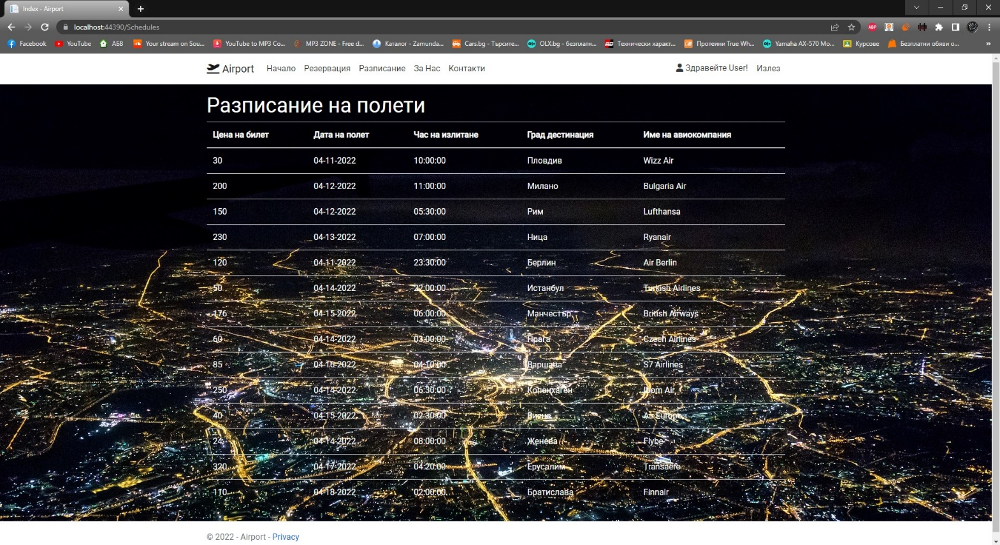 Index - Airport
localhost:44390/Schedules
ABP
Facebook YouTube АБВ Your stream on Sou... YouTube to MP3 Co... MP3 ZONE - Free d... Каталог - Zamunda... Cars.bg - Търсите... OLX.bg - безплатн... Технически характ... Протеини True Wh... Yamaha AX-570 Mo... Курсове Безплатни обяви о... »
Airport Начало Резервация Разписание За Нас Контакти Здравейте User! Излез
Разписание на полети
Цена на билет Дата на полет Час на излитане Град дестинация Име на авиокомпания
30 04-11-2022 10:00:00 Пловдив Wizz Air
200 04-12-2022 11:00:00 Милано Bulgaria Air
150 04-12-2022 05:30:00 Рим Lufthansa
230 04-13-2022 07:00:00 Ница Ryanair
120 04-11-2022 23:30:00 Берлин Air Berlin
50 04-14-2022 22:00:00 Истанбул Turkish Airlines
176 04-15-2022 06:00:00 Манчестър British Airways
60 04-14-2022 03:00:00 Прага Czech Airlines
85 04-16-2022 04:10:00 Варшава S7 Airlines
250 04-14-2022 06:30:00 Копенхаген Ibom Air
40 04-15-2022 02:30:00 Виена Air Europe
24 04-14-2022 08:00:00 Женева Flybe
320 04-17-2022 04:20:00 Ерусалим Transaero
110 04-18-2022 02:00:00 Братислава Finnair
© 2022 - Airport - Privacy